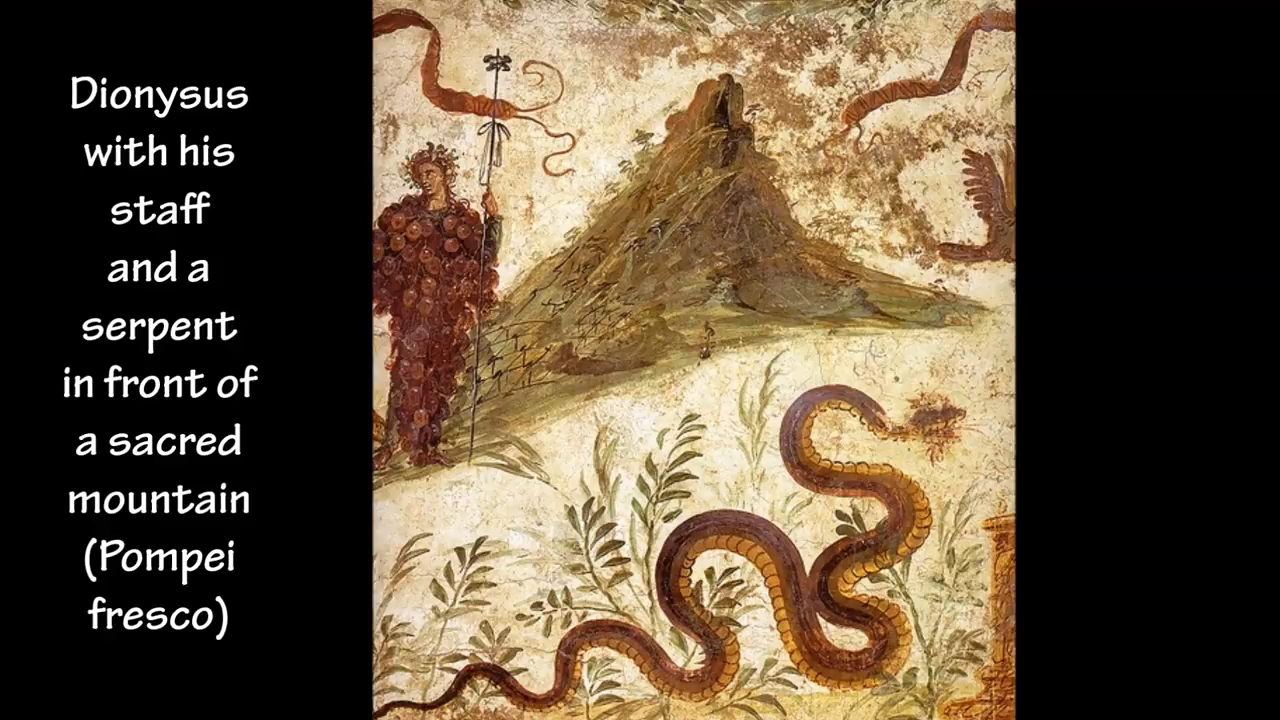 Dionysus
with his
staff
and a
serpent
in front of
a sacred
mountain
(Pompei
fresco)